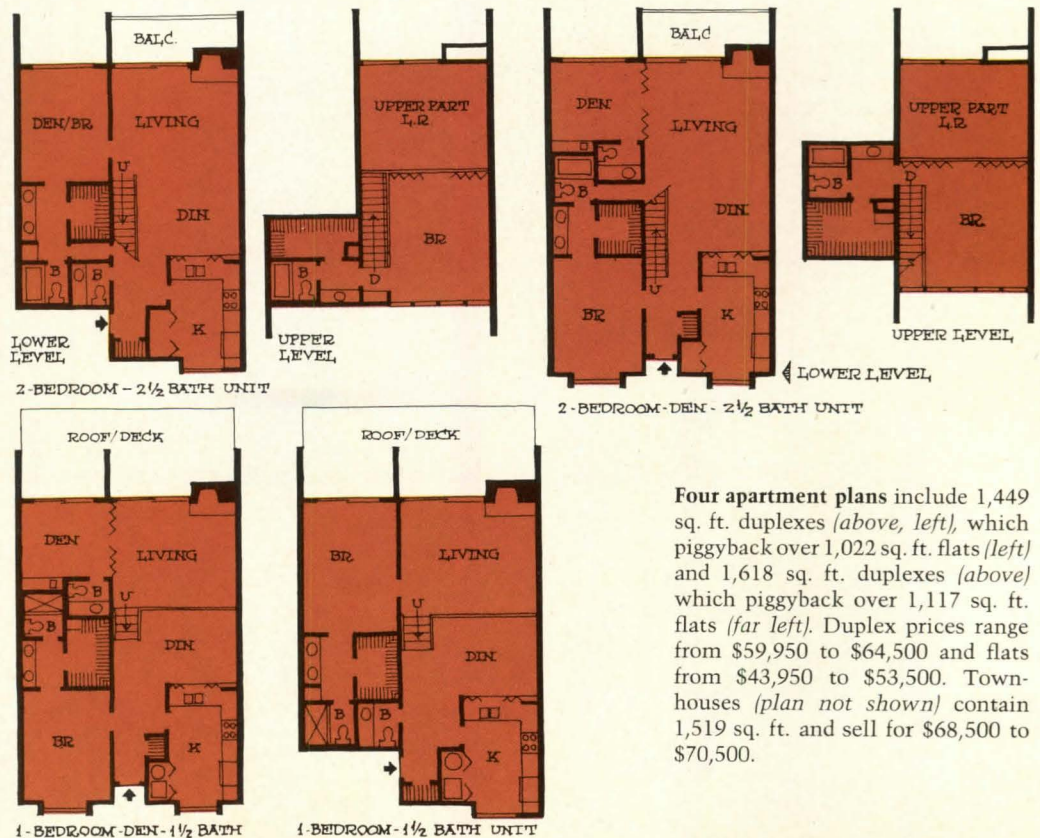 BALC.
DEN/BR
LIVING
U
DIN
B
B
K
LOWER
LEVEL
UPPER PART
L.R.
BR
B
D
UPPER
LEVEL
2-BEDROOM - 2½ BATH UNIT
BALC
DEN
LIVING
B
DIN
U
BR
K
LOWER LEVEL
UPPER PART
L.R.
B
D
BR
UPPER LEVEL
2-BEDROOM-DEN - 2½ BATH UNIT
ROOF/DECK
DEN
LIVING
B
U
B
DIN
BR
K
1-BEDROOM-DEN-1½ BATH
ROOF/DECK
BR
LIVING
U
DIN
B
B
K
1-BEDROOM-1½ BATH UNIT
Four apartment plans include 1,449
sq. ft. duplexes (above, left), which
piggyback over 1,022 sq. ft. flats (left)
and 1,618 sq. ft. duplexes (above)
which piggyback over 1,117 sq. ft.
flats (far left). Duplex prices range
from $59,950 to $64,500 and flats
from $43,950 to $53,500. Town-
houses (plan not shown) contain
1,519 sq. ft. and sell for $68,500 to
$70,500.